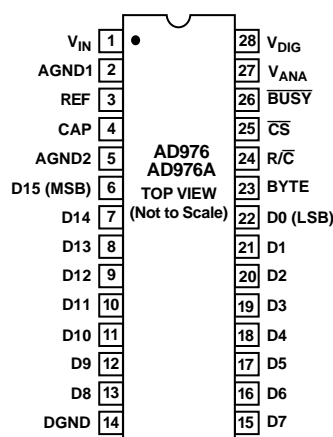 V_IN 1 28 V_DIG
AGND1 2 27 V_ANA
REF 3 26 B̅U̅S̅Y̅
CAP 4 25 C̅S̅
AGND2 5 24 R/C̅
D15 (MSB) 6 23 BYTE
D14 7 22 D0 (LSB)
D13 8 21 D1
D12 9 20 D2
D11 10 19 D3
D10 11 18 D4
D9 12 17 D5
D8 13 16 D6
DGND 14 15 D7
AD976
AD976A
TOP VIEW
(Not to Scale)